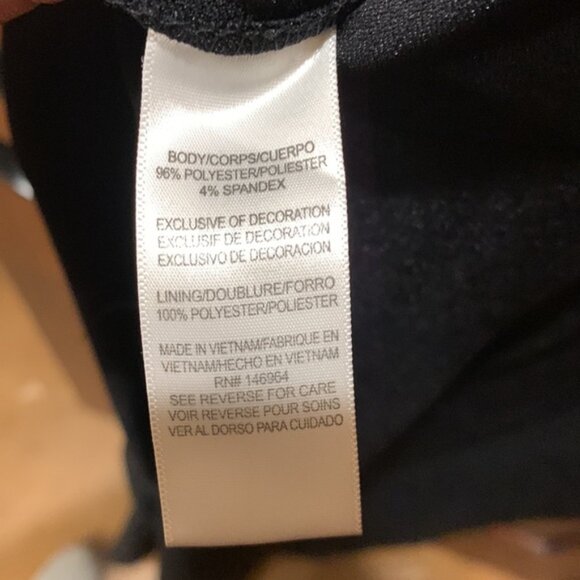 BODY/CORPS/CUERPO
96% POLYESTER/POLIESTER
4% SPANDEX
EXCLUSIVE OF DECORATION
EXCLUSIF DE DECORATION
EXCLUSIVO DE DECORACION
LINING/DOUBLURE/FORRO
100% POLYESTER/POLIESTER
MADE IN VIETNAM/FABRIQUE EN
VIETNAM/HECHO EN VIETNAM
RN# 146964
SEE REVERSE FOR CARE
VOIR REVERSE POUR SOINS
VER AL DORSO PARA CUIDADO